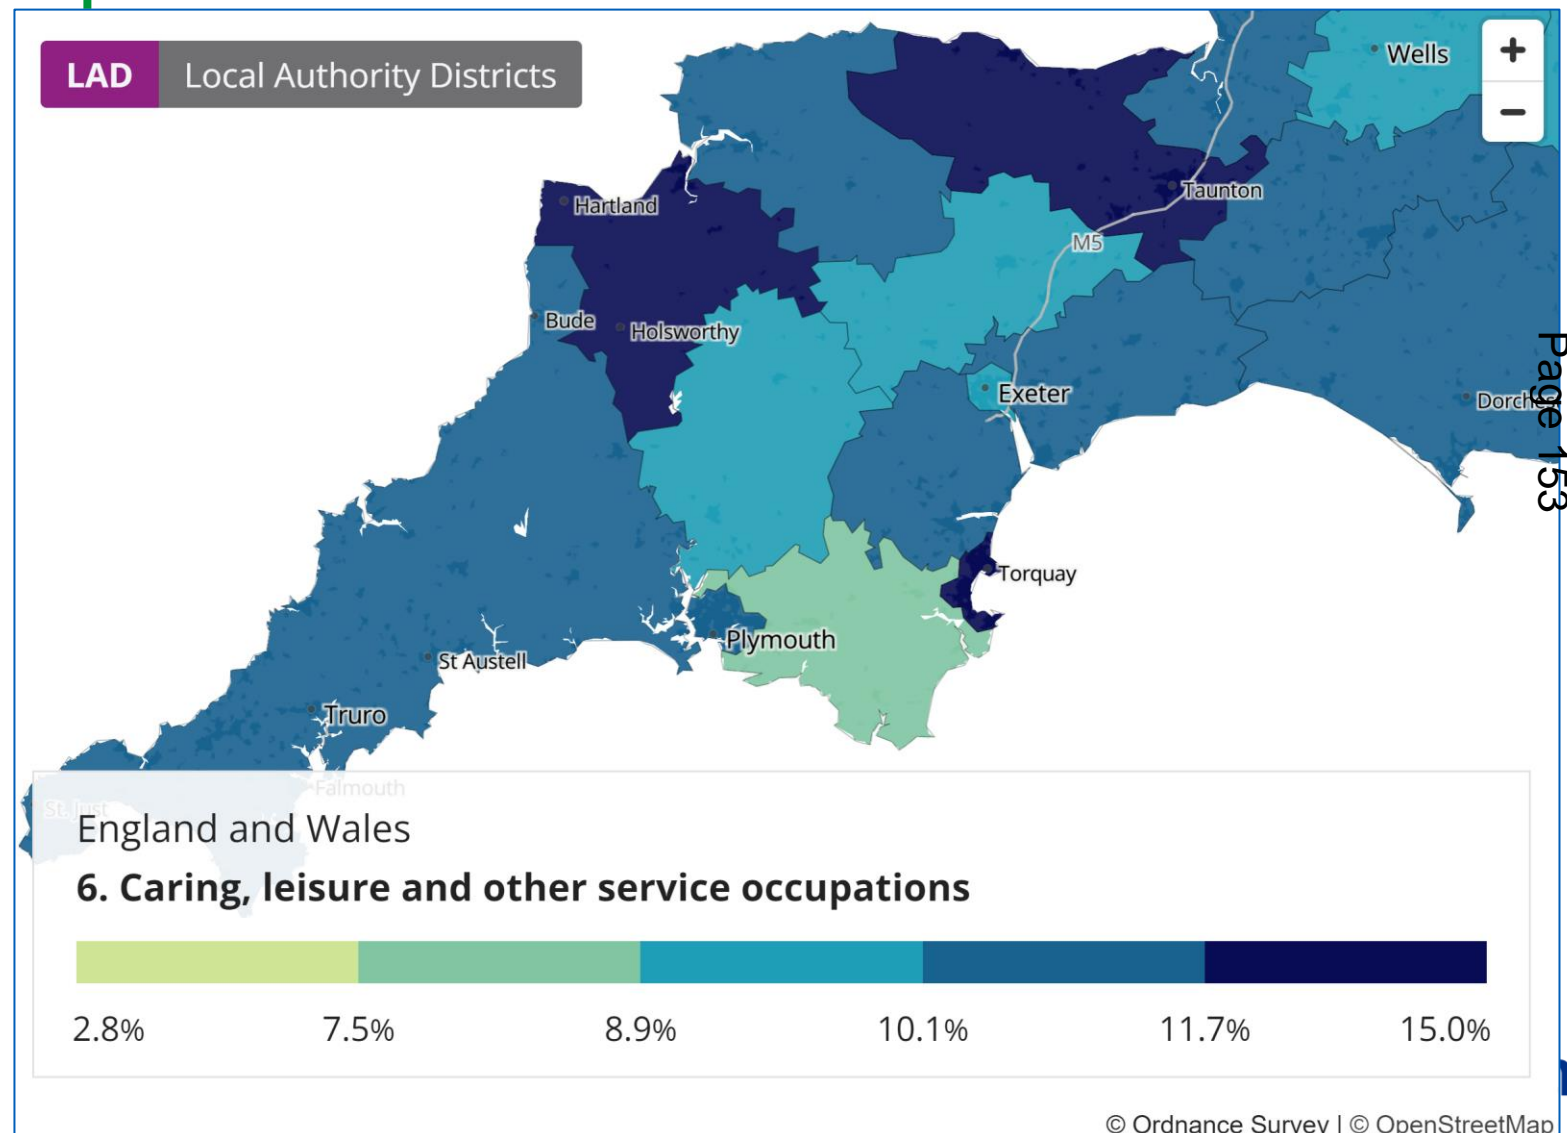 LAD Local Authority Districts
+
−
Wells
Taunton
Hartland
M5
Bude
Holsworthy
Exeter
Page 153
Torquay
Plymouth
St Austell
Truro
Falmouth
St. Just
England and Wales
6. Caring, leisure and other service occupations
2.8% 7.5% 8.9% 10.1% 11.7% 15.0%
© Ordnance Survey | © OpenStreetMap